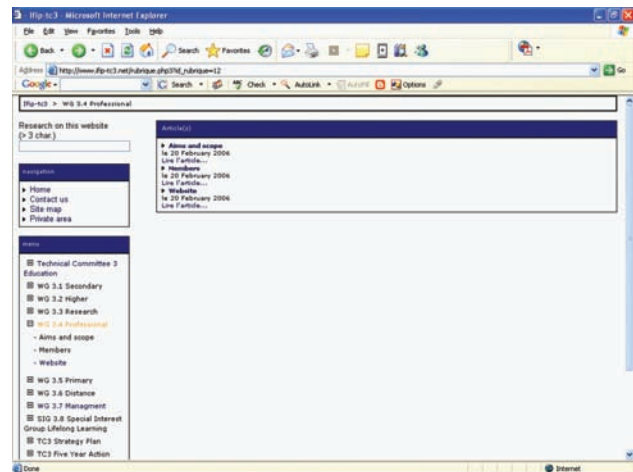 Ifip-tc3 - Microsoft Internet Explorer
File Edit View Favorites Tools Help
Back Search Favorites
Address http://www.ifip-tc3.net/rubrique.php3?id_rubrique=12 Go
Google Search Check AutoLink AutoFill Options
Ifip-tc3 > WG 3.4 Professional
Research on this website
(> 3 char.)
navigation
Home
Contact us
Site map
Private area
menu
Technical Committee 3
Education
WG 3.1 Secondary
WG 3.2 Higher
WG 3.3 Research
WG 3.4 Professional
- Aims and scope
- Members
- Website
WG 3.5 Primary
WG 3.6 Distance
WG 3.7 Managment
SIG 3.8 Special Interest
Group Lifelong Learning
TC3 Strategy Plan
TC3 Five Year Action
Article(s)
Aims and scope
le 20 February 2006
Lire l'article...
Members
le 20 February 2006
Lire l'article...
Website
le 20 February 2006
Lire l'article...
Done Internet